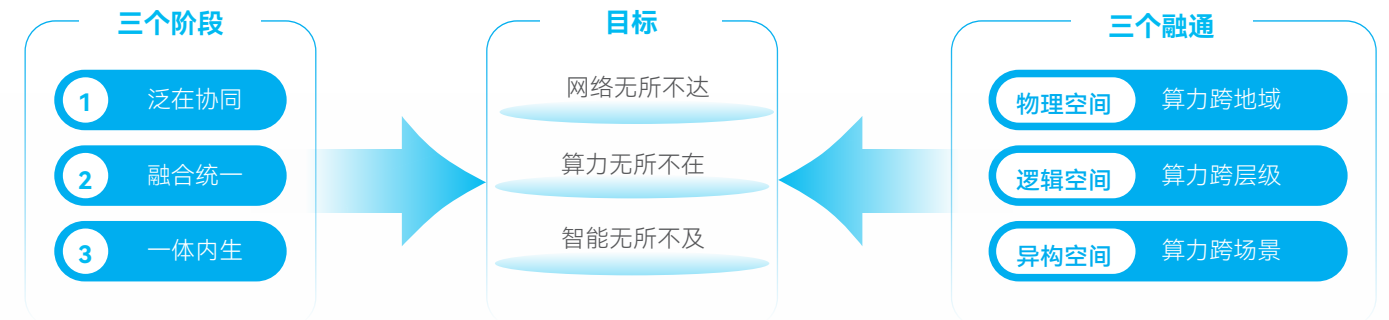 三个阶段
1 泛在协同
2 融合统一
3 一体内生
目标
网络无所不达
算力无所不在
智能无所不及
三个融通
物理空间 算力跨地域
逻辑空间 算力跨层级
异构空间 算力跨场景